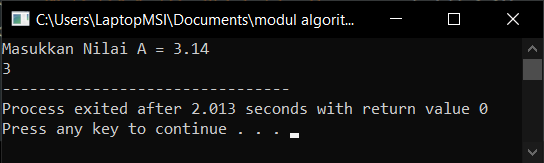 C:\Users\LaptopMSI\Documents\modul algorit...
Masukkan Nilai A = 3.14
3
--------------------------------
Process exited after 2.013 seconds with return value 0
Press any key to continue . . .